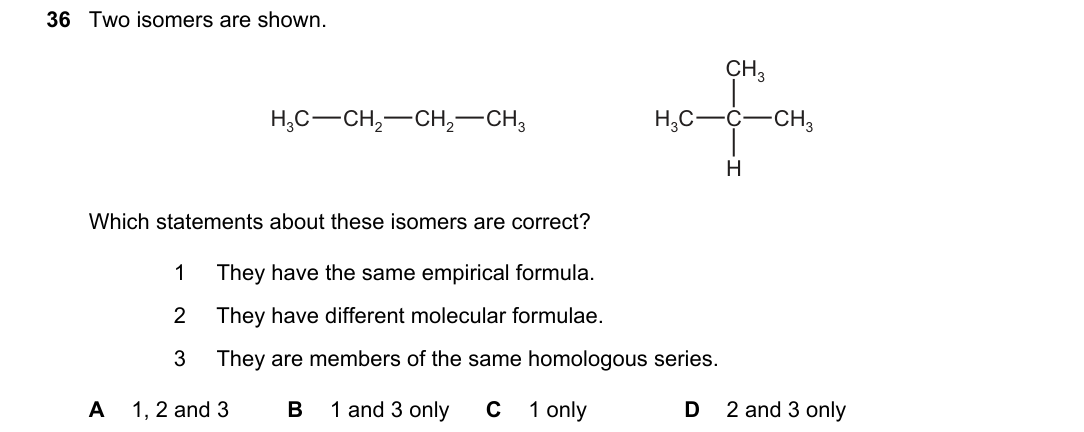 36 Two isomers are shown.
CH₃
H₃C—CH₂—CH₂—CH₃ H₃C—C—CH₃
H
Which statements about these isomers are correct?
1 They have the same empirical formula.
2 They have different molecular formulae.
3 They are members of the same homologous series.
A 1, 2 and 3 B 1 and 3 only C 1 only D 2 and 3 only